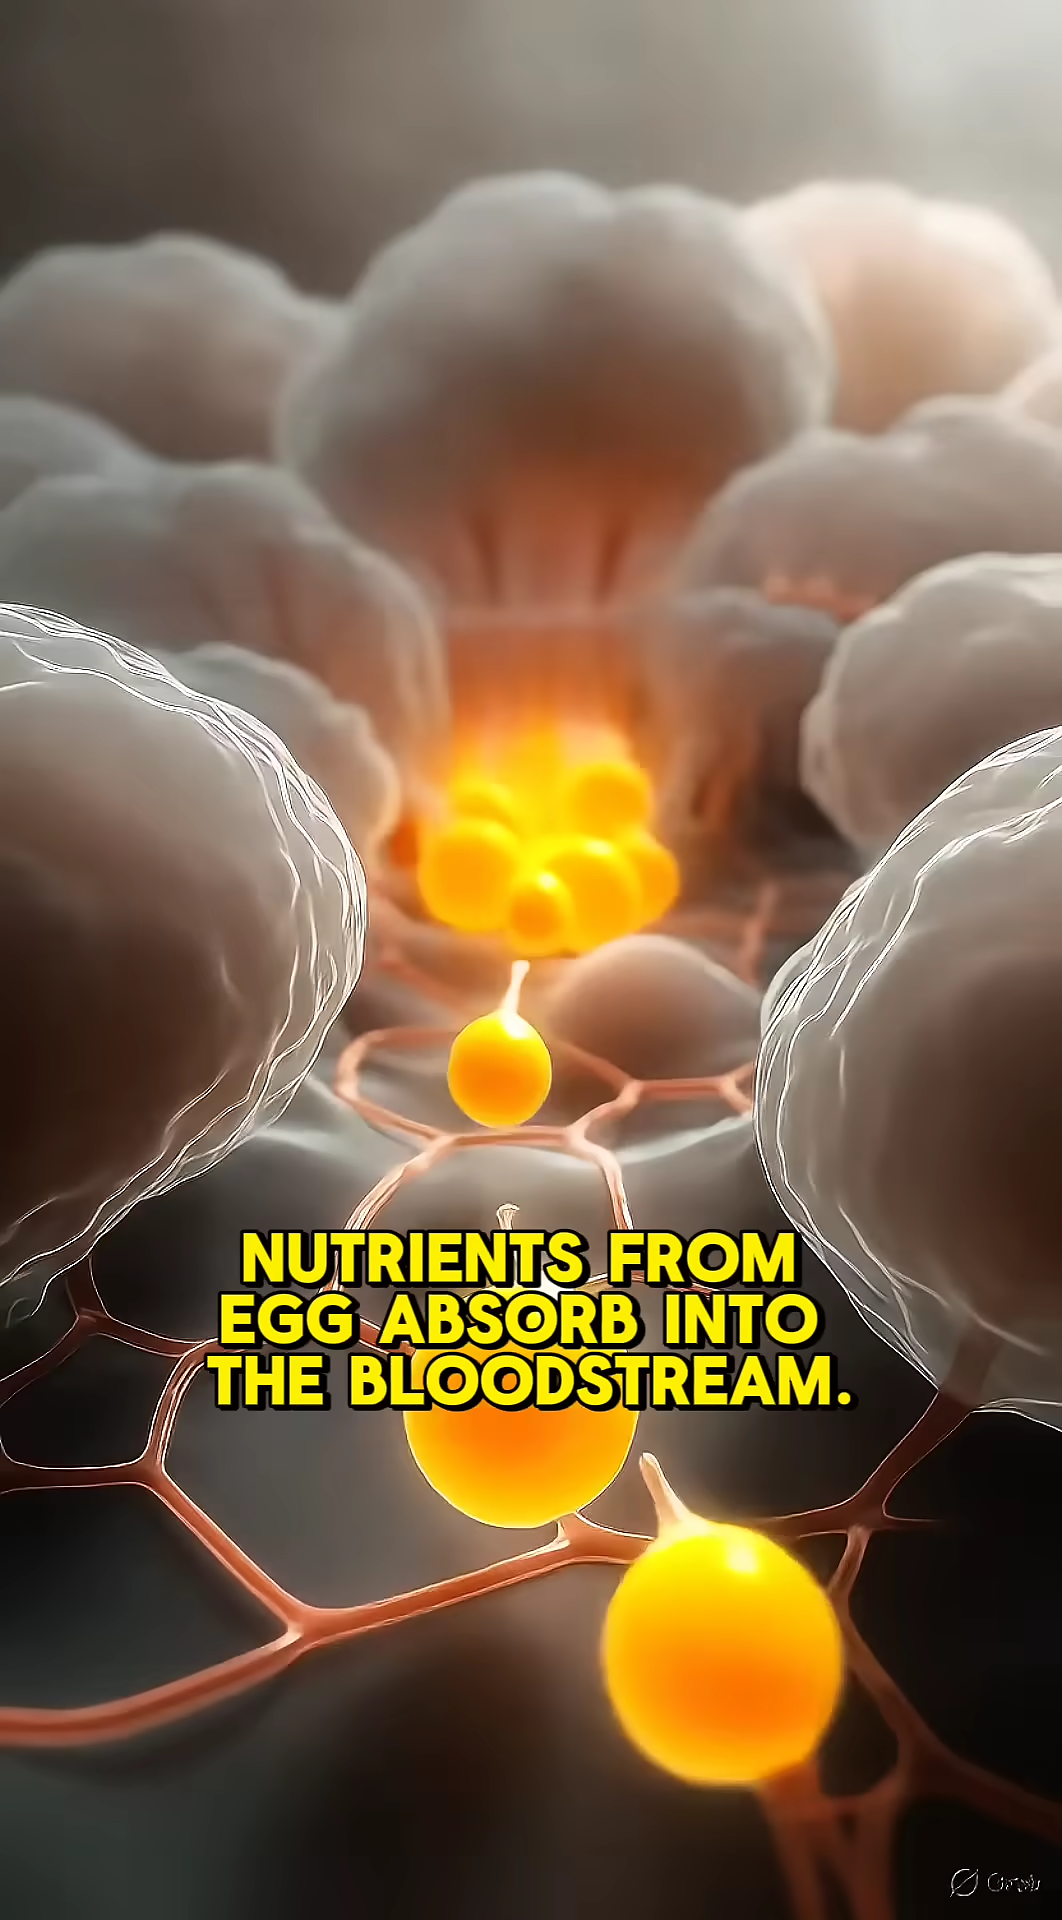 NUTRIENTS FROM
EGG ABSORB INTO
THE BLOODSTREAM.